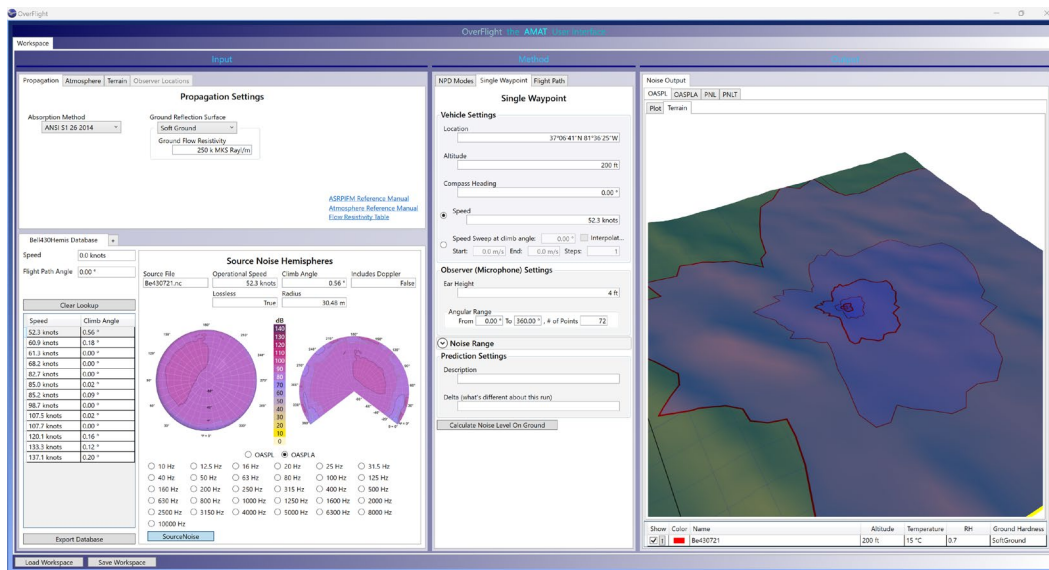 OverFlight
OverFlight the AMAT User Interface
Workspace
Input
Method
Propagation Atmosphere Terrain Observer Locations
Propagation Settings
Absorption Method
ANSI S1 26 2014
Ground Reflection Surface
Soft Ground
Ground Flow Resistivity
250 k MKS Rayl/m
ASRPIFM Reference Manual
Atmosphere Reference Manual
Flow Resistivity Table
Bell430Hemis Database +
Speed 0.0 knots
Flight Path Angle 0.00 °
Clear Lookup
Speed Climb Angle
52.3 knots 0.56 °
60.9 knots 0.18 °
61.3 knots 0.00 °
68.2 knots 0.00 °
82.7 knots 0.00 °
85.0 knots 0.02 °
85.2 knots 0.09 °
98.7 knots 0.00 °
107.5 knots 0.02 °
107.7 knots 0.00 °
120.1 knots 0.16 °
133.3 knots 0.12 °
137.1 knots 0.20 °
Export Database
Source Noise Hemispheres
Source File Operational Speed Climb Angle Includes Doppler
Be430721.nc 52.3 knots 0.56 ° False
Lossless Radius
True 30.48 m
dB
140
130
120
110
100
90
80
70
60
50
40
30
20
10
0
OASPL OASPLA
10 Hz 12.5 Hz 16 Hz 20 Hz 25 Hz 31.5 Hz
40 Hz 50 Hz 63 Hz 80 Hz 100 Hz 125 Hz
160 Hz 200 Hz 250 Hz 315 Hz 400 Hz 500 Hz
630 Hz 800 Hz 1000 Hz 1250 Hz 1600 Hz 2000 Hz
2500 Hz 3150 Hz 4000 Hz 5000 Hz 6300 Hz 8000 Hz
10000 Hz
SourceNoise
NPD Modes Single Waypoint Flight Path
Single Waypoint
Vehicle Settings
Location
37°06'41"N 81°36'25"W
Altitude
200 ft
Compass Heading
0.00 °
Speed
52.3 knots
Speed Sweep at climb angle: 0.00 ° Interpolat...
Start: 0.0 m/s End: 0.0 m/s Steps: 1
Observer (Microphone) Settings
Ear Height
4 ft
Angular Range
From 0.00 ° To 360.00 ° , # of Points 72
Noise Range
Prediction Settings
Description
Delta (what's different about this run)
Calculate Noise Level On Ground
Noise Output
OASPL OASPLA PNL PNLT
Plot Terrain
Show Color Name Altitude Temperature RH Ground Hardness
Be430721 200 ft 15 °C 0.7 SoftGround
Load Workspace Save Workspace